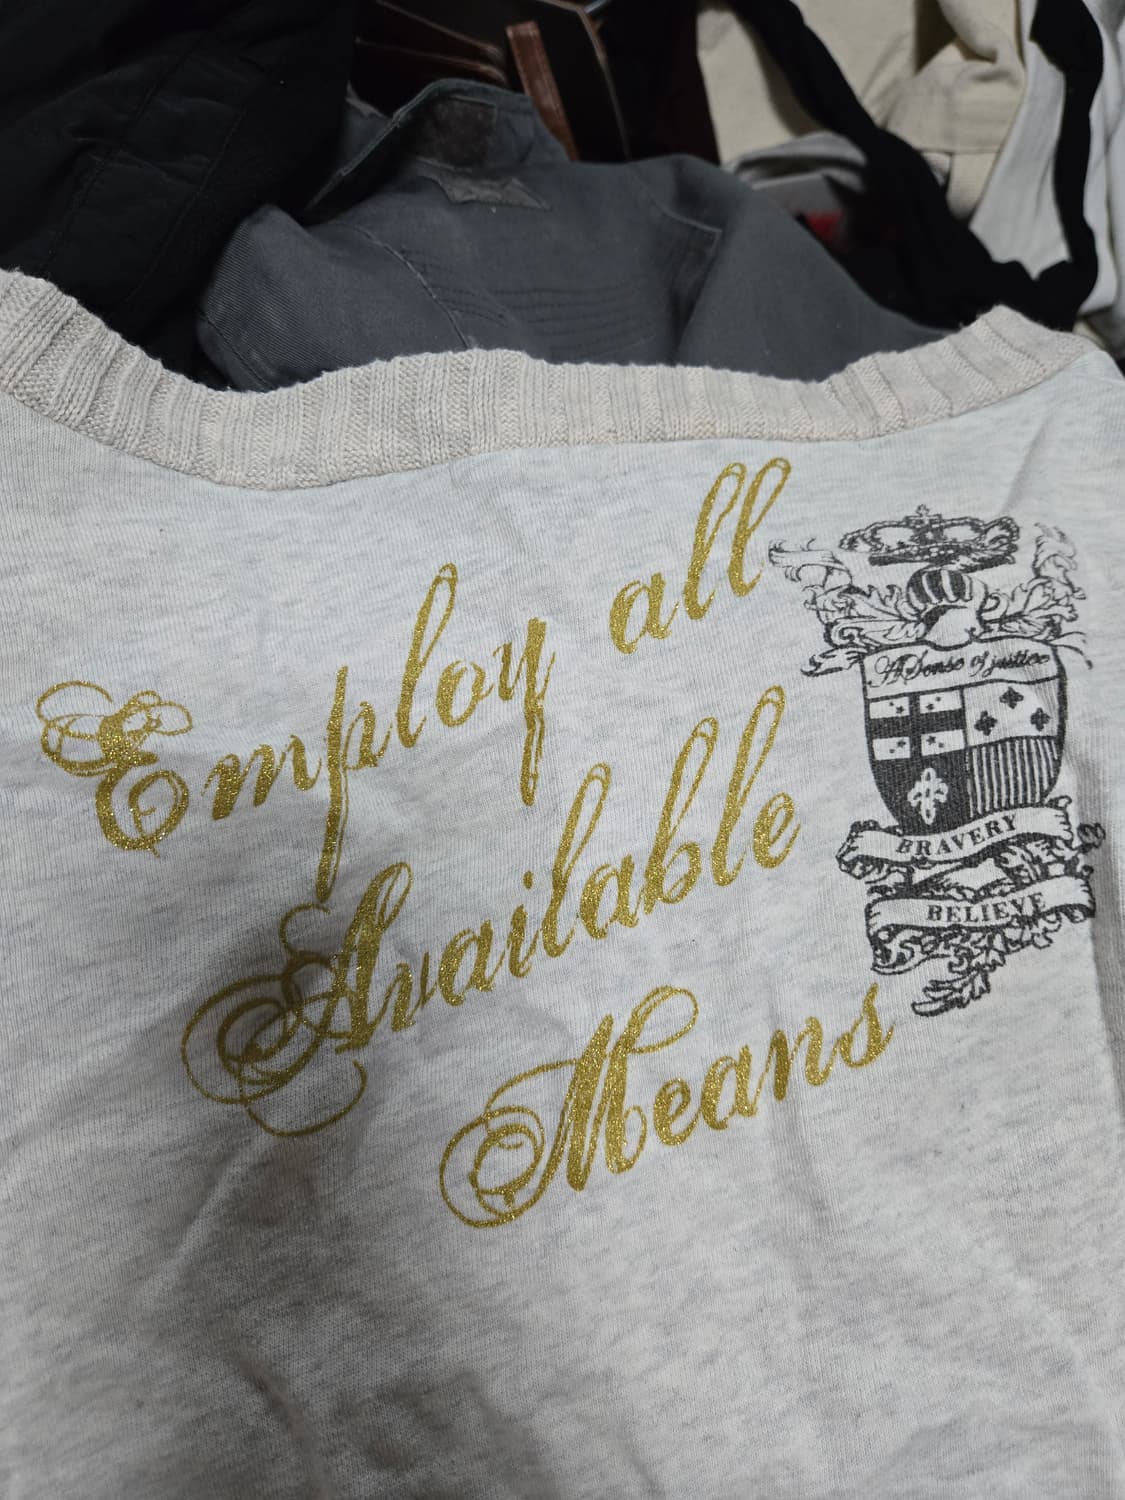 Employ all
Available
Means
A Sense of justice
BRAVERY
BELIEVE